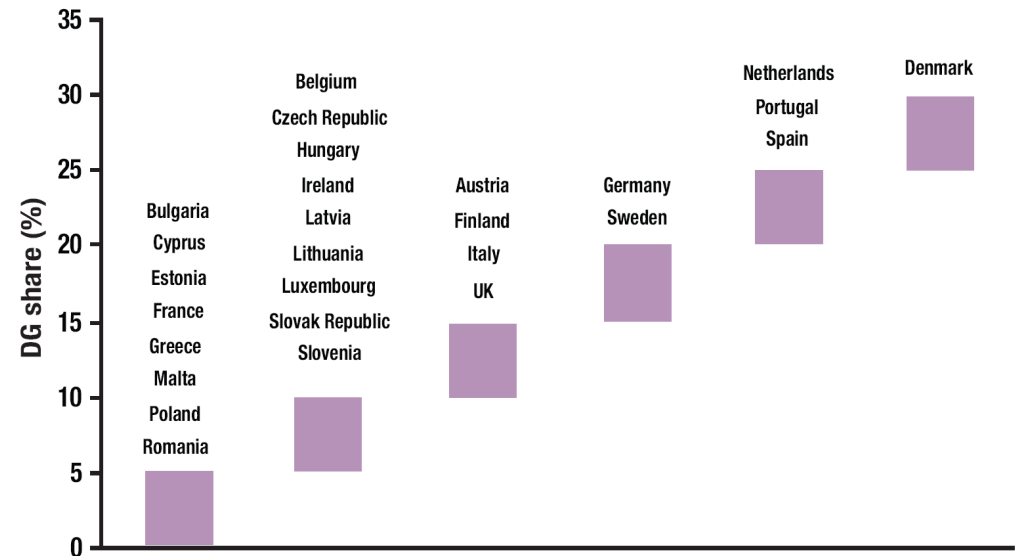 DG share (%)
35
30
25
20
15
10
5
0
Bulgaria
Cyprus
Estonia
France
Greece
Malta
Poland
Romania
Belgium
Czech Republic
Hungary
Ireland
Latvia
Lithuania
Luxembourg
Slovak Republic
Slovenia
Austria
Finland
Italy
UK
Germany
Sweden
Netherlands
Portugal
Spain
Denmark